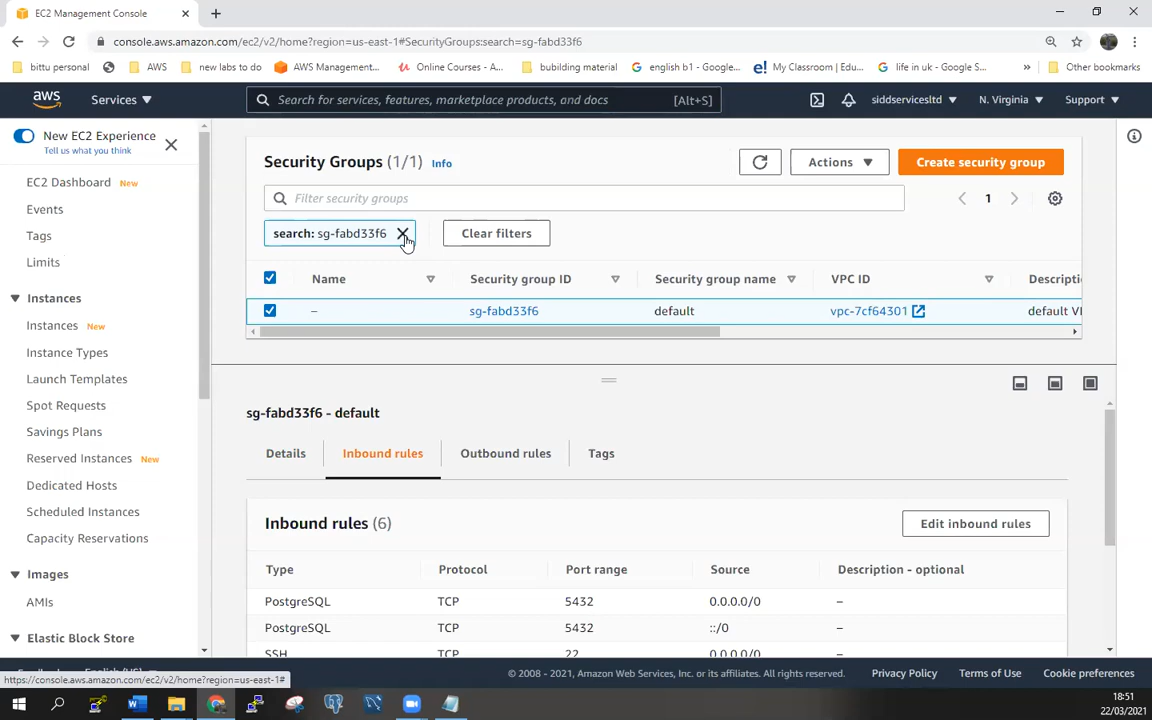 EC2 Management Console
console.aws.amazon.com/ec2/v2/home?region=us-east-1#SecurityGroups:search=sg-fabd33f6
bittu personal AWS new labs to do AWS Management... Online Courses - A... bubuilding material english b1 - Google... My Classroom | Edu... life in uk - Google S... » Other bookmarks
aws Services Search for services, features, marketplace products, and docs [Alt+S] siddservicesltd N. Virginia Support
New EC2 Experience
Tell us what you think
EC2 Dashboard New
Events
Tags
Limits
Instances
Instances New
Instance Types
Launch Templates
Spot Requests
Savings Plans
Reserved Instances New
Dedicated Hosts
Scheduled Instances
Capacity Reservations
Images
AMIs
Elastic Block Store
Security Groups (1/1) Info
Actions
Create security group
Filter security groups
1
search: sg-fabd33f6
Clear filters
Name Security group ID Security group name VPC ID Descripti
– sg-fabd33f6 default vpc-7cf64301 default VI
sg-fabd33f6 - default
Details Inbound rules Outbound rules Tags
Inbound rules (6)
Edit inbound rules
Type Protocol Port range Source Description - optional
PostgreSQL TCP 5432 0.0.0.0/0 –
PostgreSQL TCP 5432 ::/0 –
SSH TCP 22 0.0.0.0/0 –
https://console.aws.amazon.com/ec2/v2/home?region=us-east-1#
© 2008 - 2021, Amazon Web Services, Inc. or its affiliates. All rights reserved. Privacy Policy Terms of Use Cookie preferences
18:51
22/03/2021